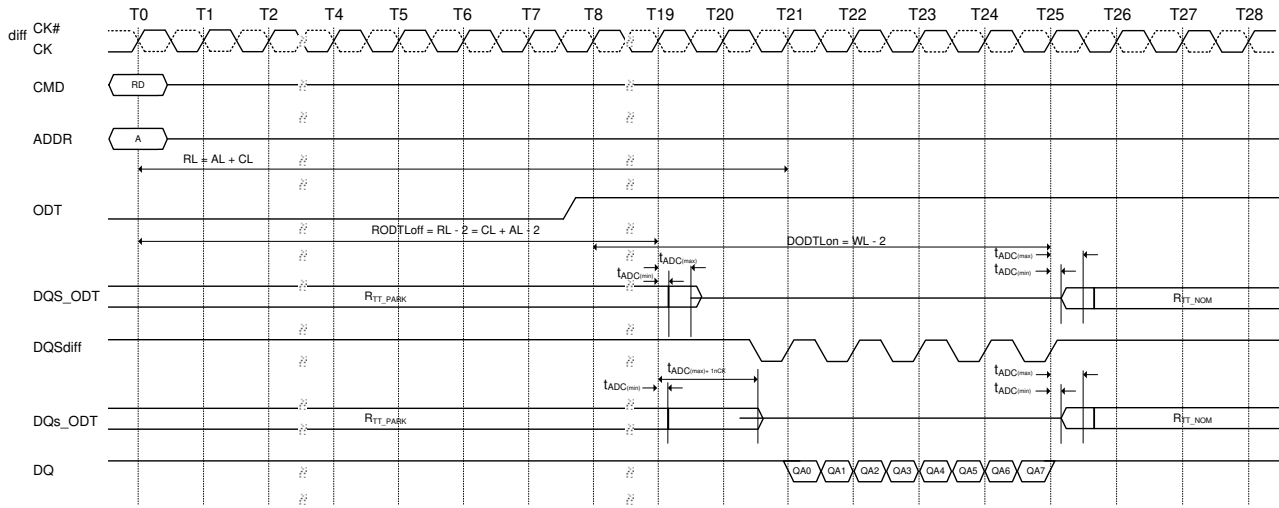 T0 T1 T2 T4 T5 T6 T7 T8 T19 T20 T21 T22 T23 T24 T25 T26 T27 T28
diff CK#
CK
CMD RD
ADDR A
RL = AL + CL
ODT
RODTLoff = RL - 2 = CL + AL - 2
DODTLon = WL - 2
tADC(max) tADC(max)
tADC(min) tADC(min)
DQS_ODT RTT_PARK RTT_NOM
DQSdiff
tADC(max)+ 1nCK tADC(max)
tADC(min) tADC(min)
DQs_ODT RTT_PARK RTT_NOM
DQ QA0 QA1 QA2 QA3 QA4 QA5 QA6 QA7